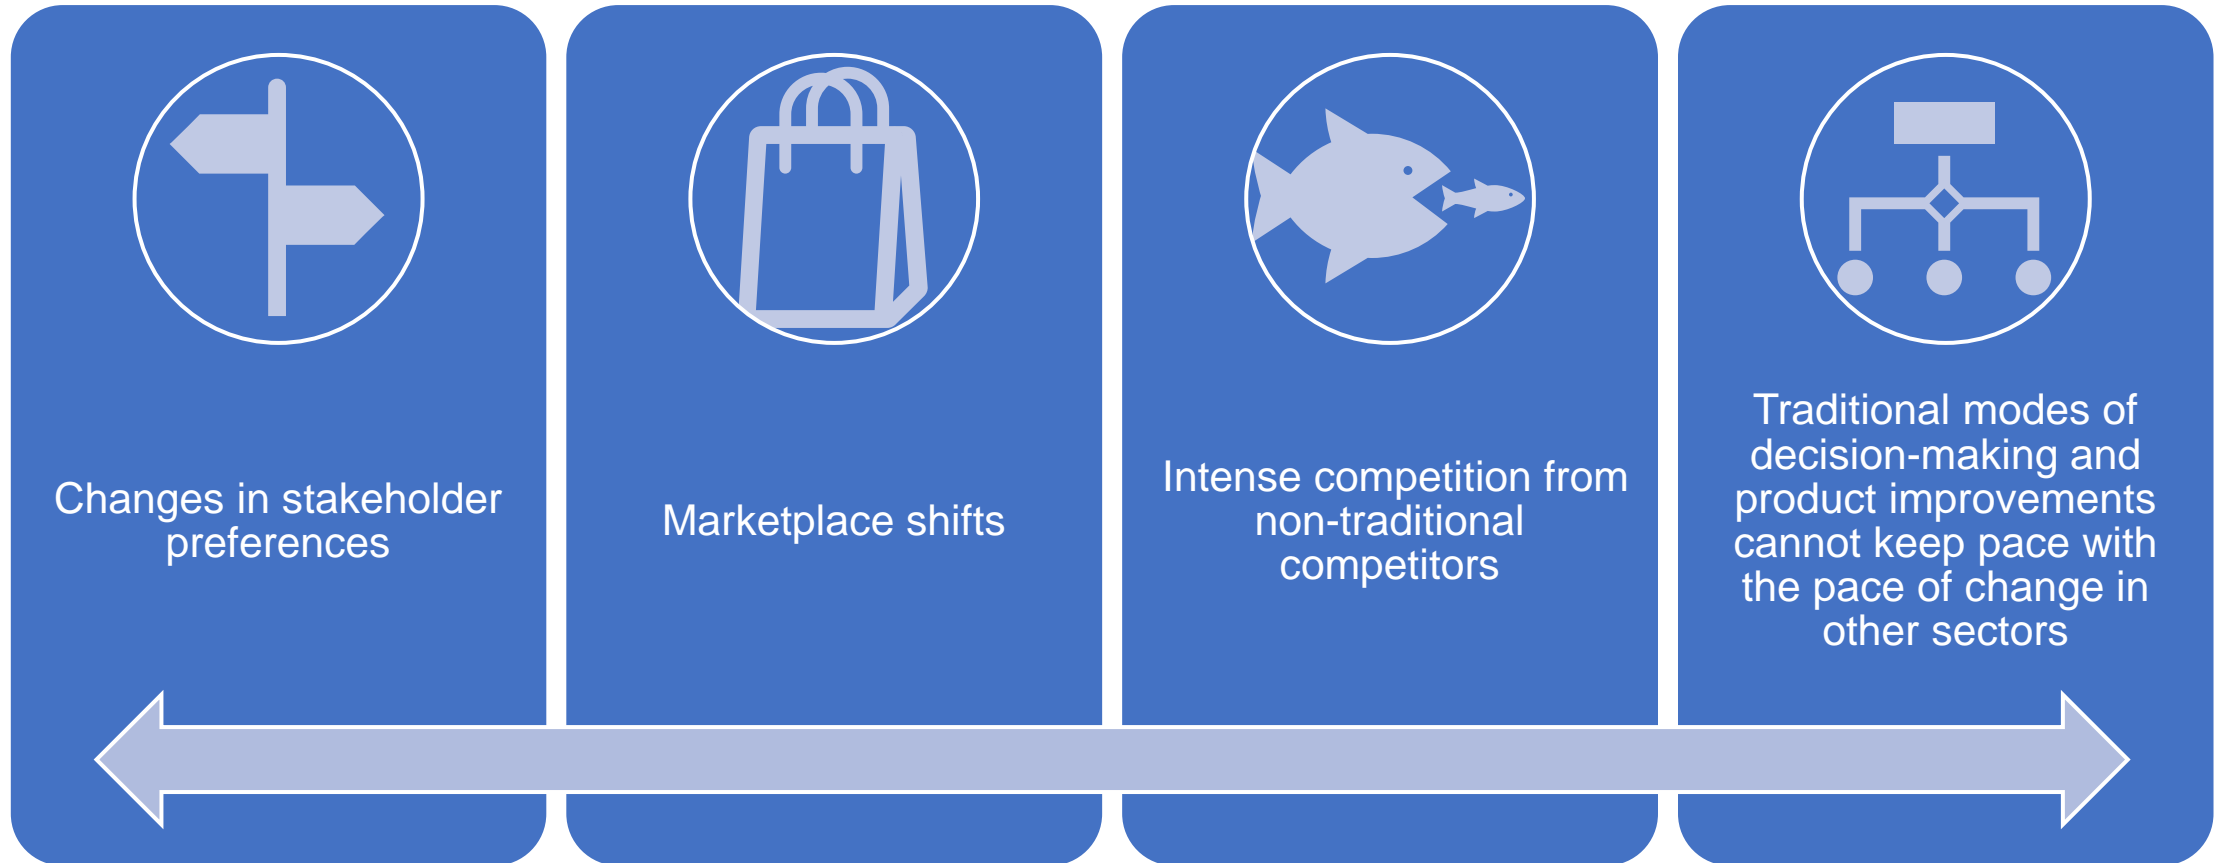 Changes in stakeholder
preferences
Marketplace shifts
Intense competition from
non-traditional
competitors
Traditional modes of
decision-making and
product improvements
cannot keep pace with
the pace of change in
other sectors